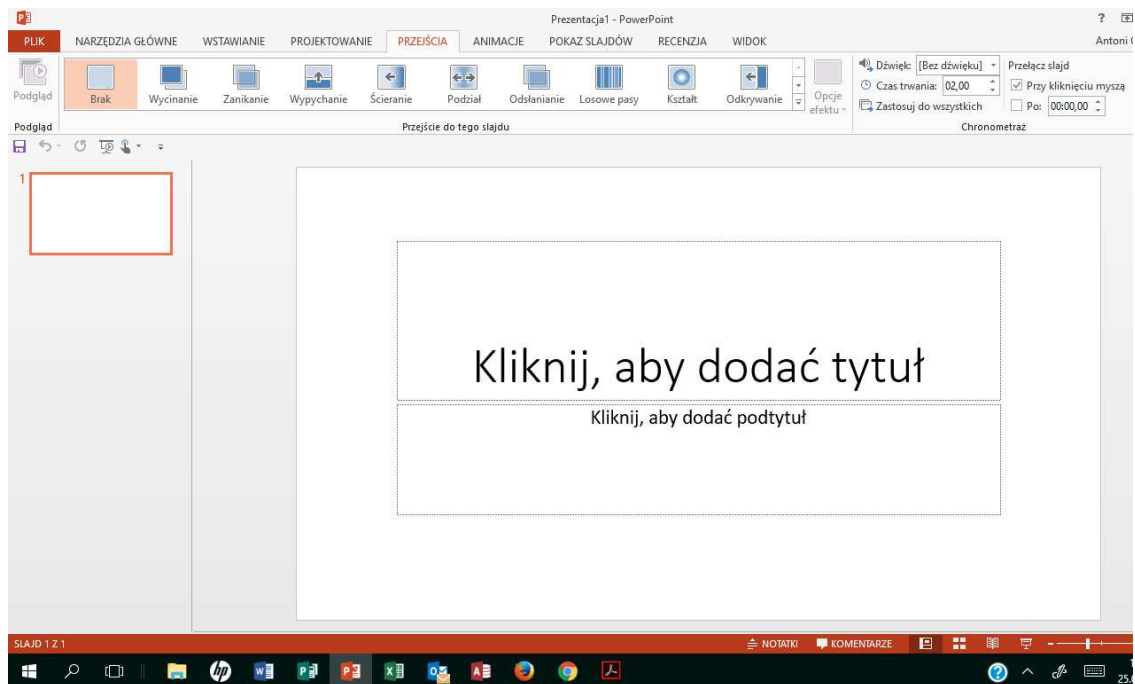 Prezentacja1 - PowerPoint
?
PLIK NARZĘDZIA GŁÓWNE WSTAWIANIE PROJEKTOWANIE PRZEJŚCIA ANIMACJE POKAZ SLAJDÓW RECENZJA WIDOK
Antoni
Podgląd
Brak Wycinanie Zanikanie Wypychanie Ścieranie Podział Odsłanianie Losowe pasy Kształt Odkrywanie
Opcje
efektu
Dźwięk: [Bez dźwięku]
Czas trwania: 02,00
Zastosuj do wszystkich
Przełącz slajd
Przy kliknięciu myszą
Po: 00:00,00
Podgląd
Przejście do tego slajdu
Chronometraż
1
Kliknij, aby dodać tytuł
Kliknij, aby dodać podtytuł
SLAJD 1 Z 1
NOTATKI KOMENTARZE
hp
25.